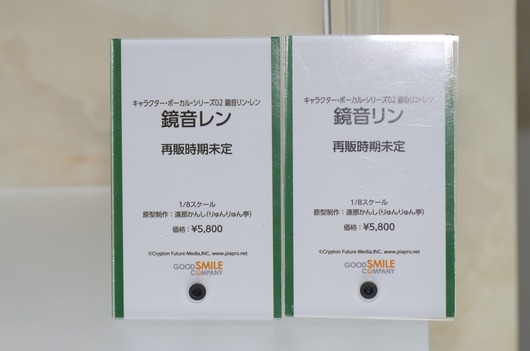 キャラクター・ボーカル・シリーズ02 鏡音リン・レン
鏡音レン
再販時期未定
1/8スケール
原型制作:遠那かんし(りゅんりゅん亭)
価格:¥5,800
©Crypton Future Media,INC. www.piapro.net
GOOD SMILE
COMPANY
キャラクター・ボーカル・シリーズ02 鏡音リン・レン
鏡音リン
再販時期未定
1/8スケール
原型制作:遠那かんし(りゅんりゅん亭)
価格:¥5,800
©Crypton Future Media,INC. www.piapro.net
GOOD SMILE
COMPANY